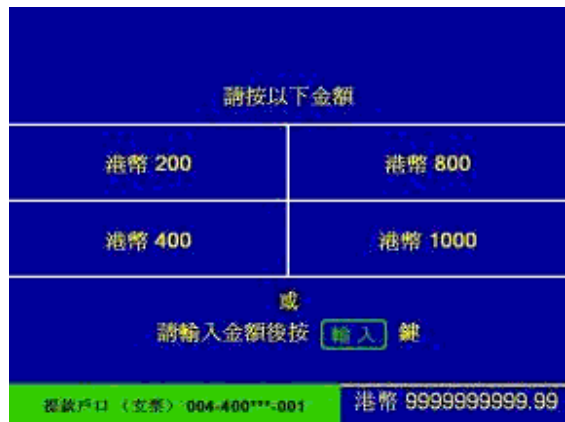 請按以下金額
港幣 200
港幣 800
港幣 400
港幣 1000
或
請輸入金額後按 輸入 鍵
提款戶口 (支票) 004-400***-001
港幣 9999999999.99